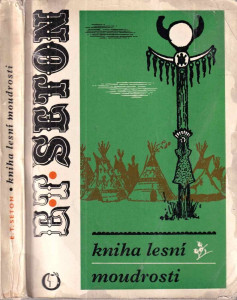 E. T. SETON • kniha lesní moudrosti
E.T. SETON
kniha lesní
moudrosti